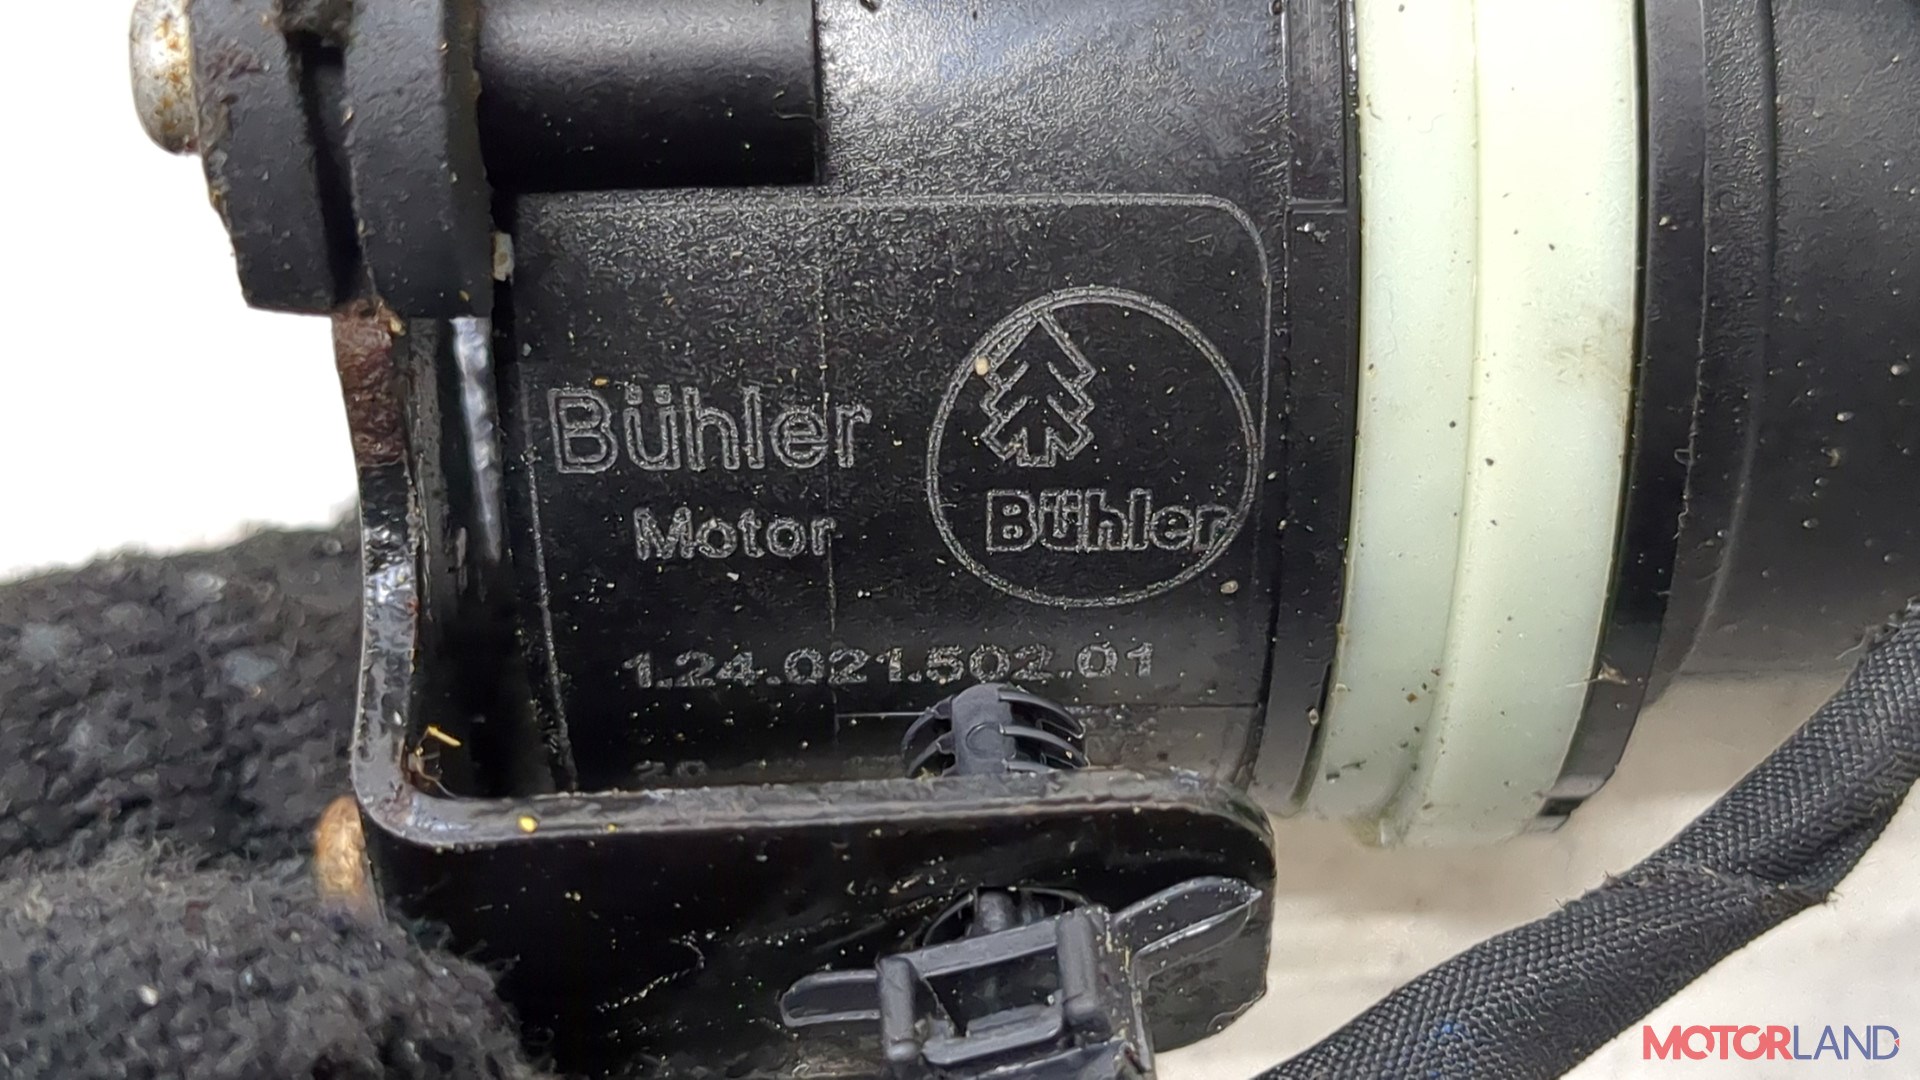 Bühler
Motor
Bühler
1.24.021.502.01
MOTORLAND